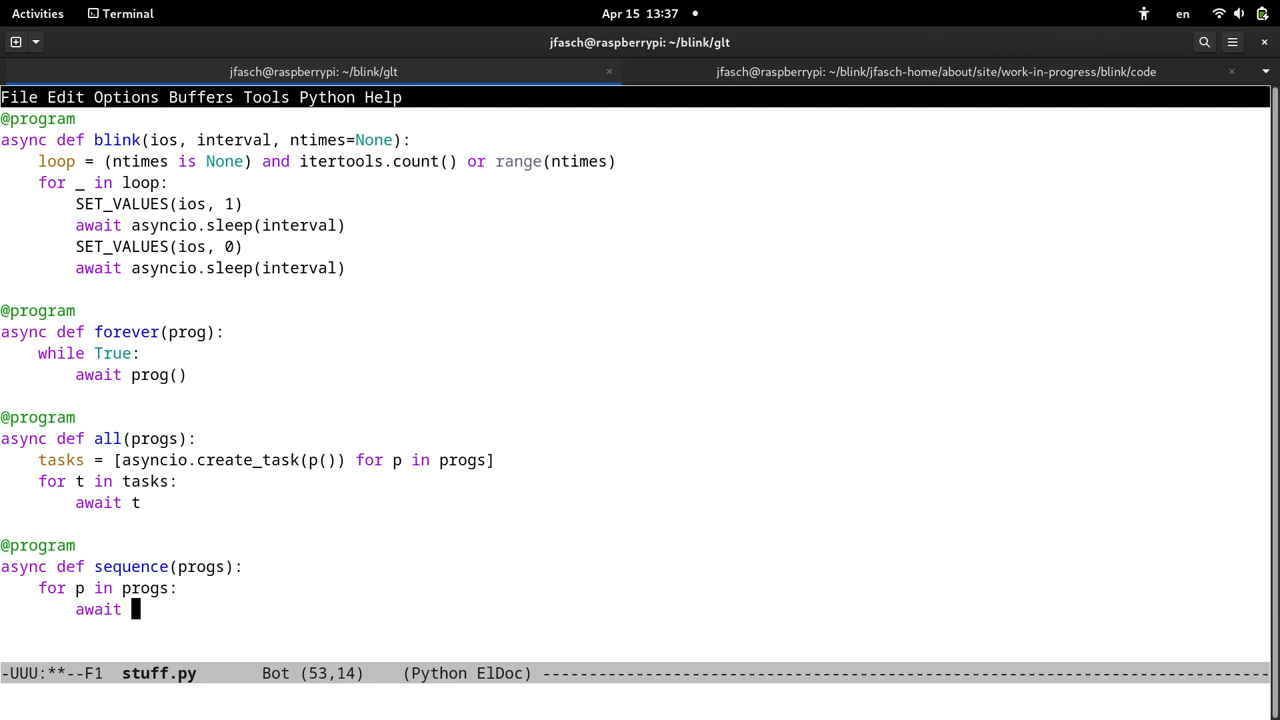 Activities Terminal Apr 15 13:37 en
jfasch@raspberrypi: ~/blink/glt
jfasch@raspberrypi: ~/blink/glt jfasch@raspberrypi: ~/blink/jfasch-home/about/site/work-in-progress/blink/code
File Edit Options Buffers Tools Python Help
@program
async def blink(ios, interval, ntimes=None):
    loop = (ntimes is None) and itertools.count() or range(ntimes)
    for _ in loop:
        SET_VALUES(ios, 1)
        await asyncio.sleep(interval)
        SET_VALUES(ios, 0)
        await asyncio.sleep(interval)

@program
async def forever(prog):
    while True:
        await prog()

@program
async def all(progs):
    tasks = [asyncio.create_task(p()) for p in progs]
    for t in tasks:
        await t

@program
async def sequence(progs):
    for p in progs:
        await
-UUU:**--F1  stuff.py       Bot (53,14)    (Python ElDoc) ------------------------------------------------------------------------------